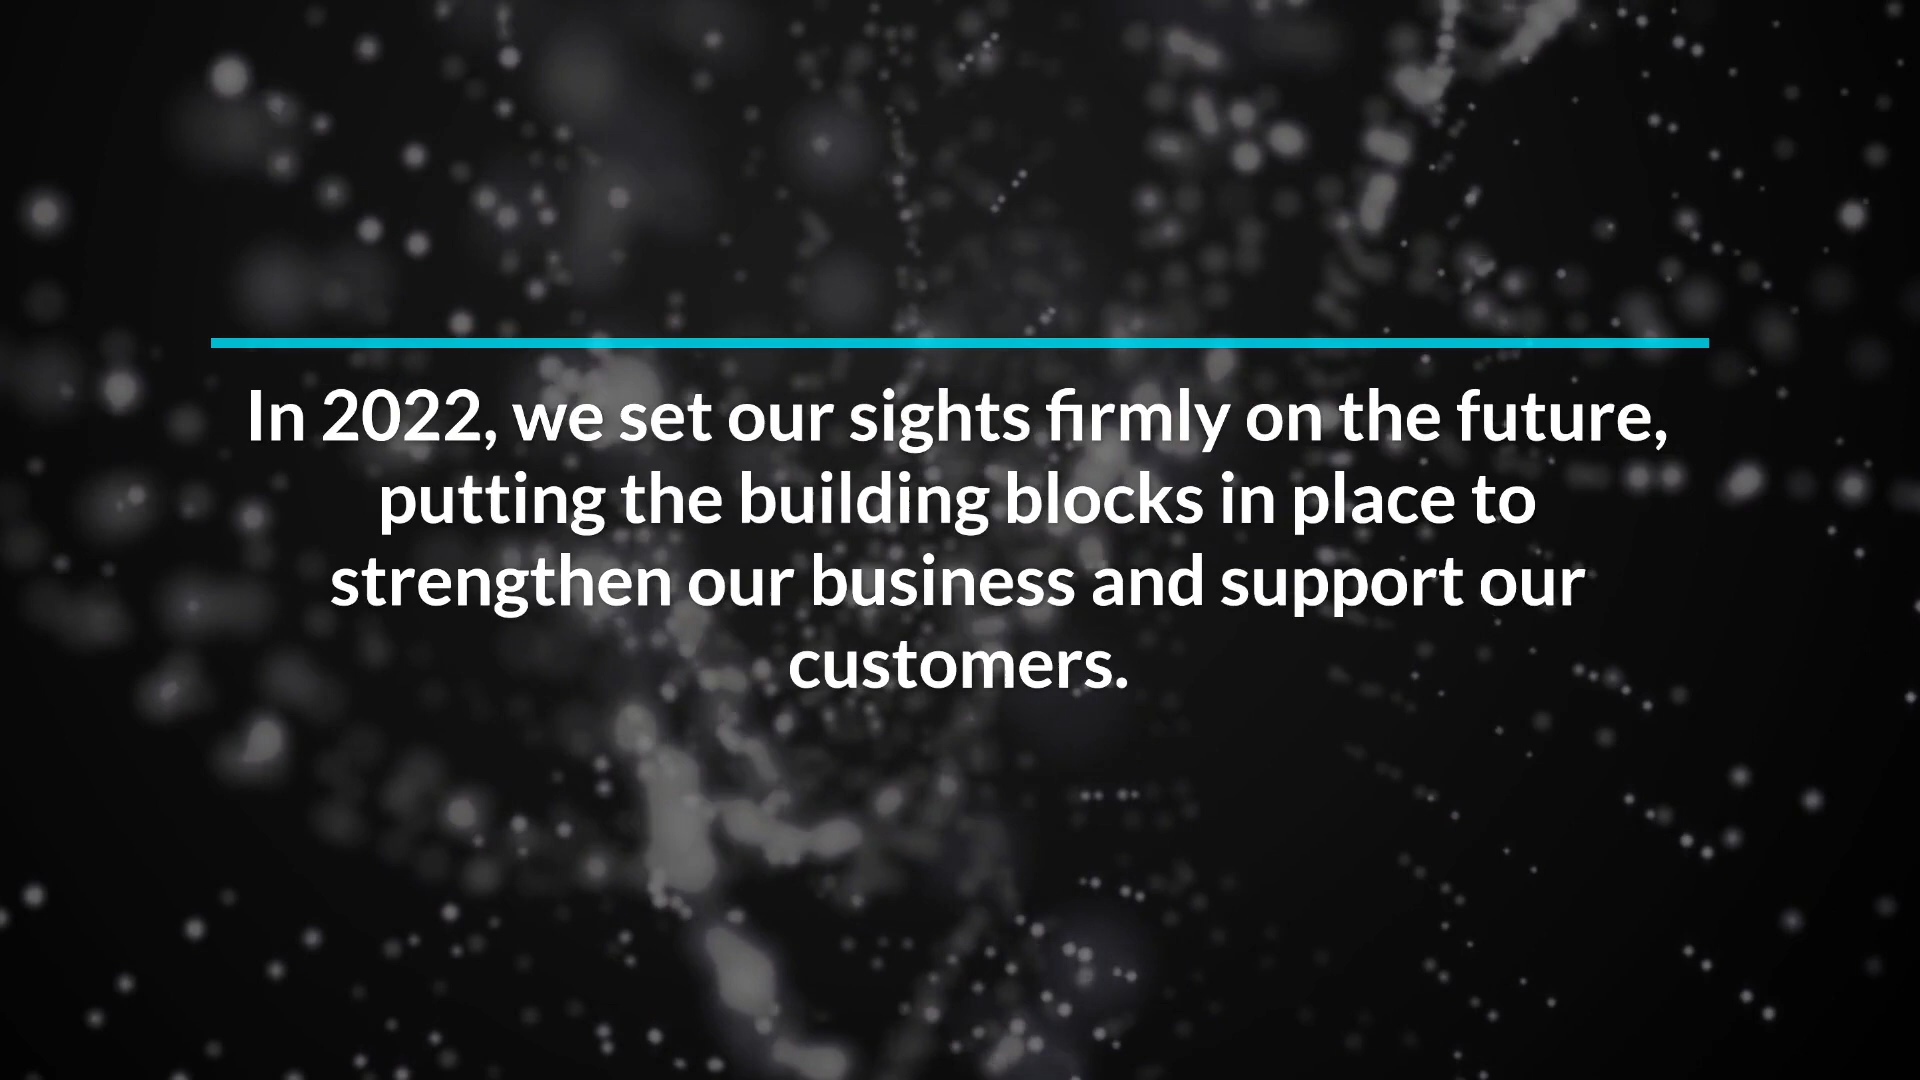 In 2022, we set our sights firmly on the future,
putting the building blocks in place to
strengthen our business and support our
customers.